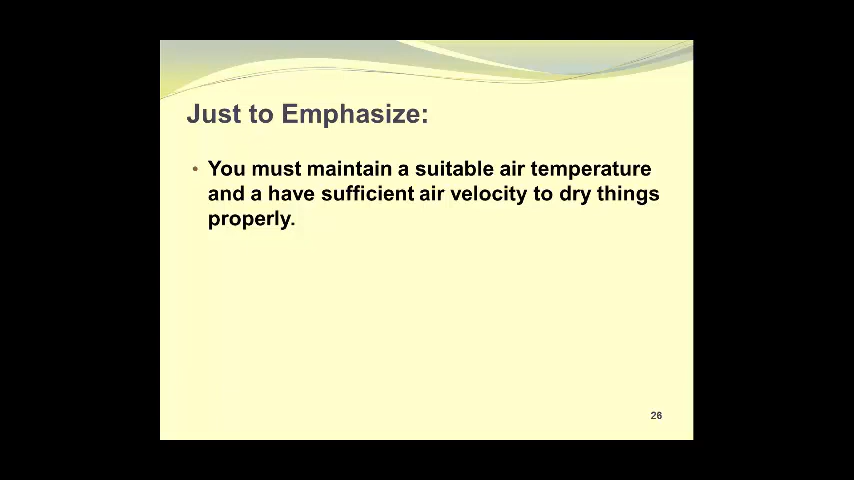 Just to Emphasize:
• You must maintain a suitable air temperature
and a have sufficient air velocity to dry things
properly.
26